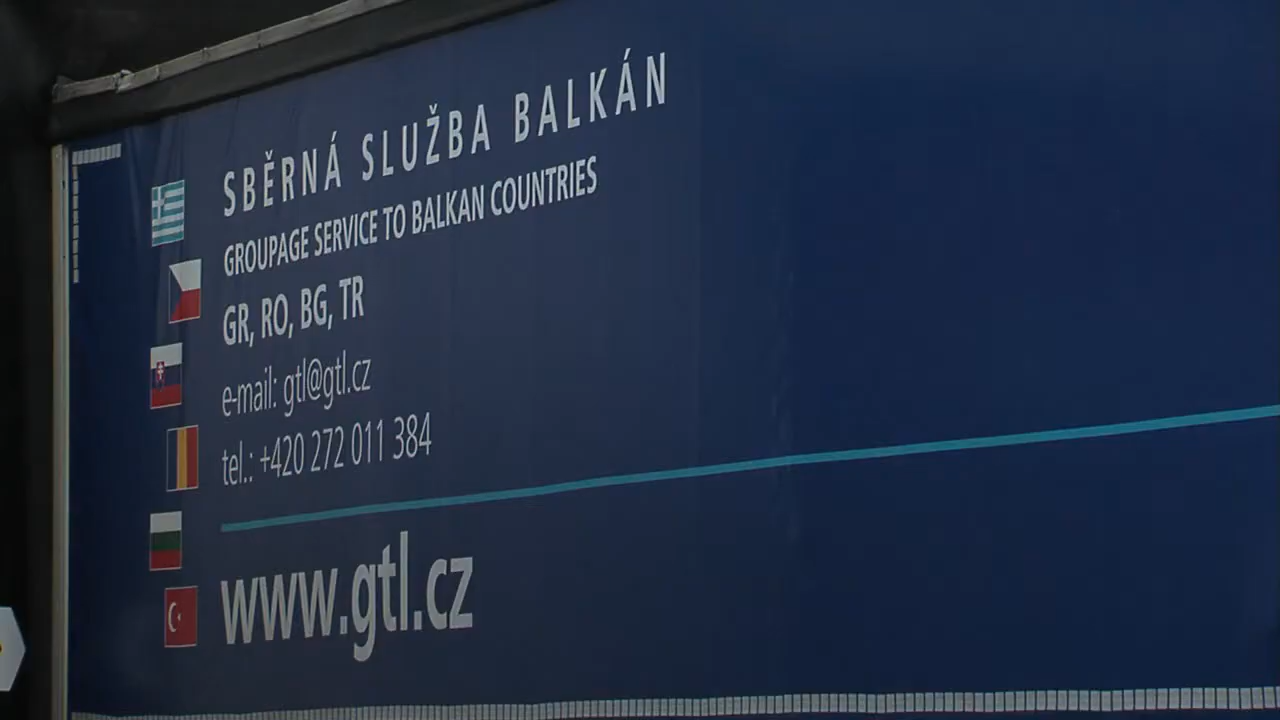 SBĚRNÁ SLUŽBA BALKÁN
GROUPAGE SERVICE TO BALKAN COUNTRIES
GR, RO, BG, TR
e-mail: gtl@gtl.cz
tel.: +420 272 011 384
www.gtl.cz